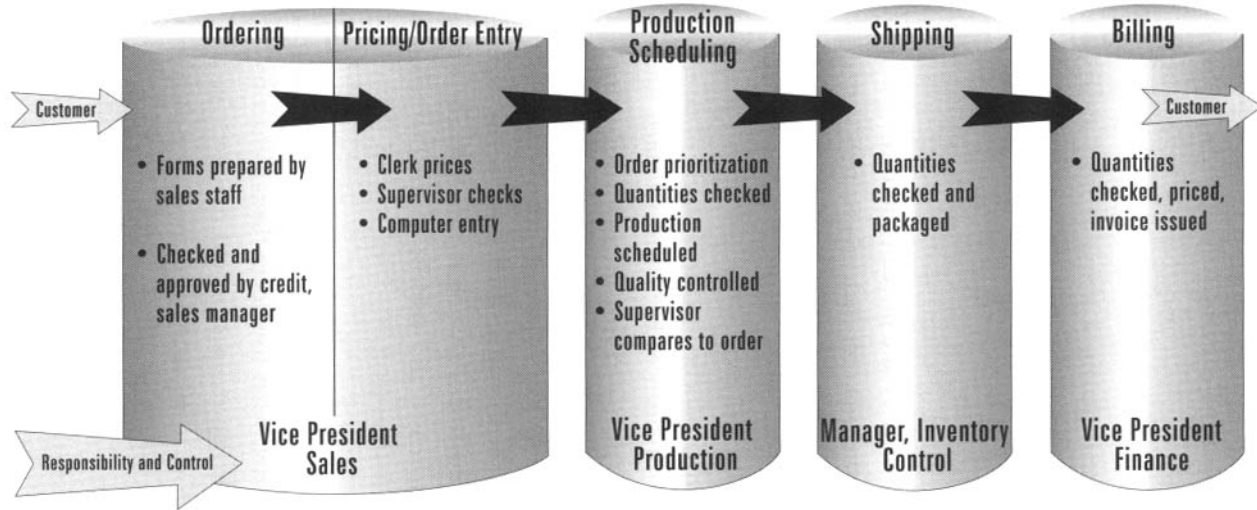 Ordering
Pricing/Order Entry
Production
Scheduling
Shipping
Billing
Customer
Customer
• Forms prepared by
sales staff
• Checked and
approved by credit,
sales manager
• Clerk prices
• Supervisor checks
• Computer entry
• Order prioritization
• Quantities checked
• Production
scheduled
• Quality controlled
• Supervisor
compares to order
• Quantities
checked and
packaged
• Quantities
checked, priced,
invoice issued
Responsibility and Control
Vice President
Sales
Vice President
Production
Manager, Inventory
Control
Vice President
Finance